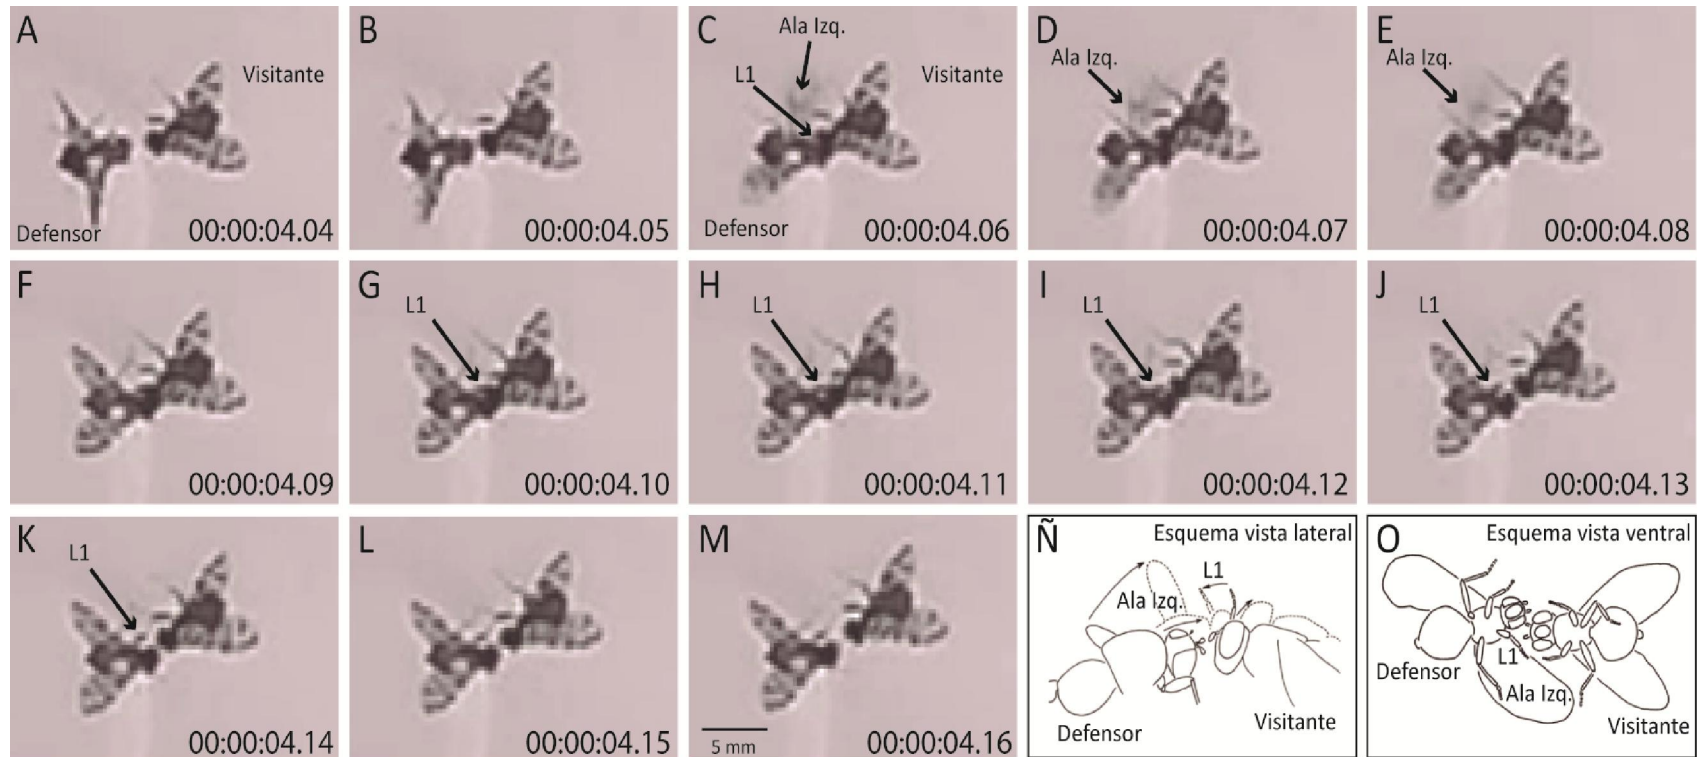 A
Visitante
Defensor
00:00:04.04
B
00:00:04.05
C
Ala Izq.
L1
Visitante
Defensor
00:00:04.06
D
Ala Izq.
00:00:04.07
E
Ala Izq.
00:00:04.08
F
00:00:04.09
G
L1
00:00:04.10
H
L1
00:00:04.11
I
L1
00:00:04.12
J
L1
00:00:04.13
K
L1
00:00:04.14
L
00:00:04.15
M
5 mm
00:00:04.16
Ñ
Esquema vista lateral
L1
Ala Izq.
Defensor
Visitante
O
Esquema vista ventral
Defensor
L1
Ala Izq.
Visitante